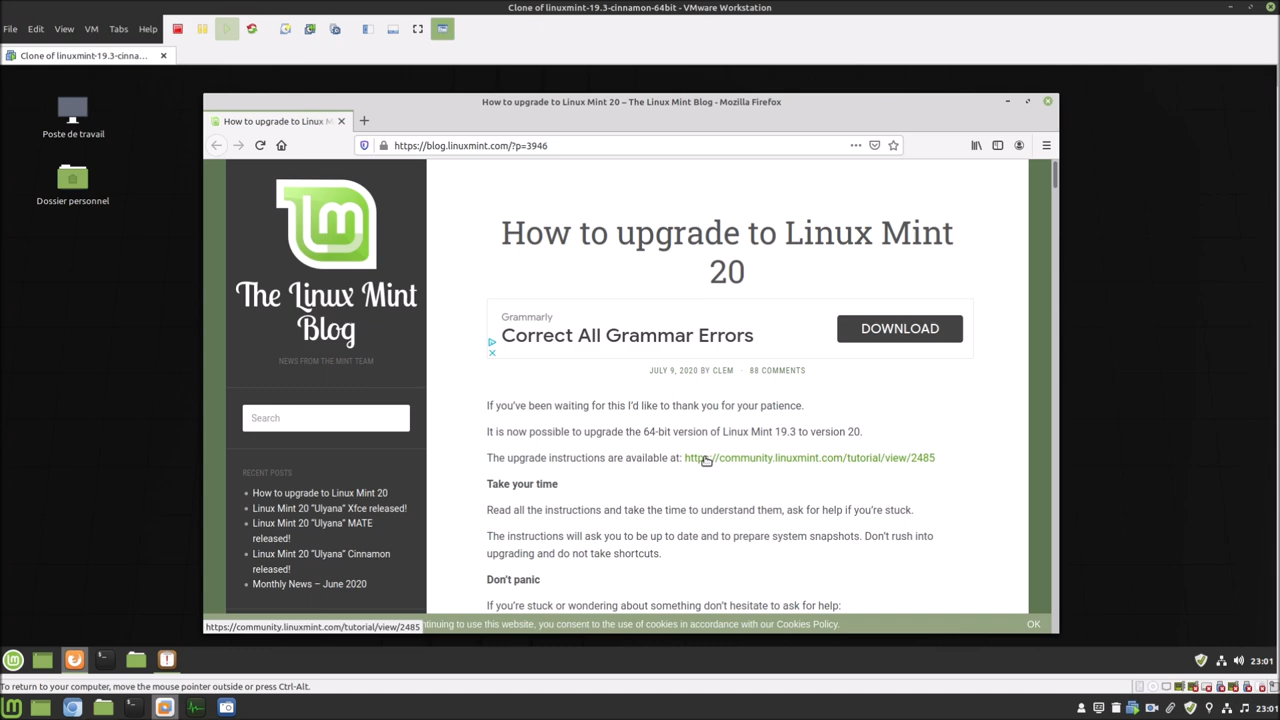 Clone of linuxmint-19.3-cinnamon-64bit - VMware Workstation
File Edit View VM Tabs Help
Clone of linuxmint-19.3-cinna...
Poste de travail
Dossier personnel
How to upgrade to Linux Mint 20 – The Linux Mint Blog - Mozilla Firefox
How to upgrade to Linux M
https://blog.linuxmint.com/?p=3946
The Linux Mint
Blog
NEWS FROM THE MINT TEAM
Search
RECENT POSTS
How to upgrade to Linux Mint 20
Linux Mint 20 “Ulyana” Xfce released!
Linux Mint 20 “Ulyana” MATE
released!
Linux Mint 20 “Ulyana” Cinnamon
released!
Monthly News – June 2020
How to upgrade to Linux Mint
20
Grammarly
Correct All Grammar Errors
DOWNLOAD
JULY 9, 2020 BY CLEM · 88 COMMENTS
If you’ve been waiting for this I’d like to thank you for your patience.
It is now possible to upgrade the 64-bit version of Linux Mint 19.3 to version 20.
The upgrade instructions are available at: https://community.linuxmint.com/tutorial/view/2485
Take your time
Read all the instructions and take the time to understand them, ask for help if you’re stuck.
The instructions will ask you to be up to date and to prepare system snapshots. Don’t rush into
upgrading and do not take shortcuts.
Don’t panic
If you’re stuck or wondering about something don’t hesitate to ask for help:
https://community.linuxmint.com/tutorial/view/2485
to use this website, you consent to the use of cookies in accordance with our Cookies Policy.
OK
23:01
To return to your computer, move the mouse pointer outside or press Ctrl-Alt.
23:01